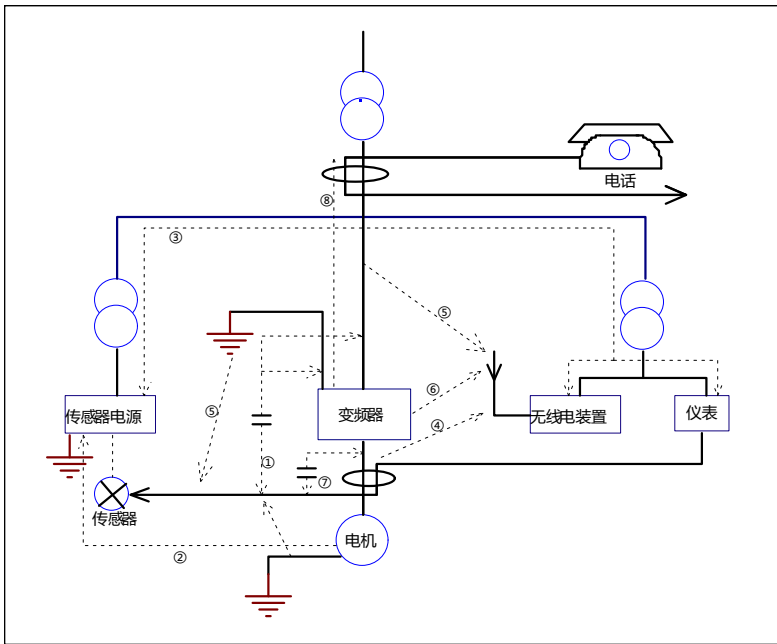 电话
⑧
③
⑤
⑥
⑤
④
传感器电源
变频器
无线电装置
仪表
①
⑦
传感器
电机
②